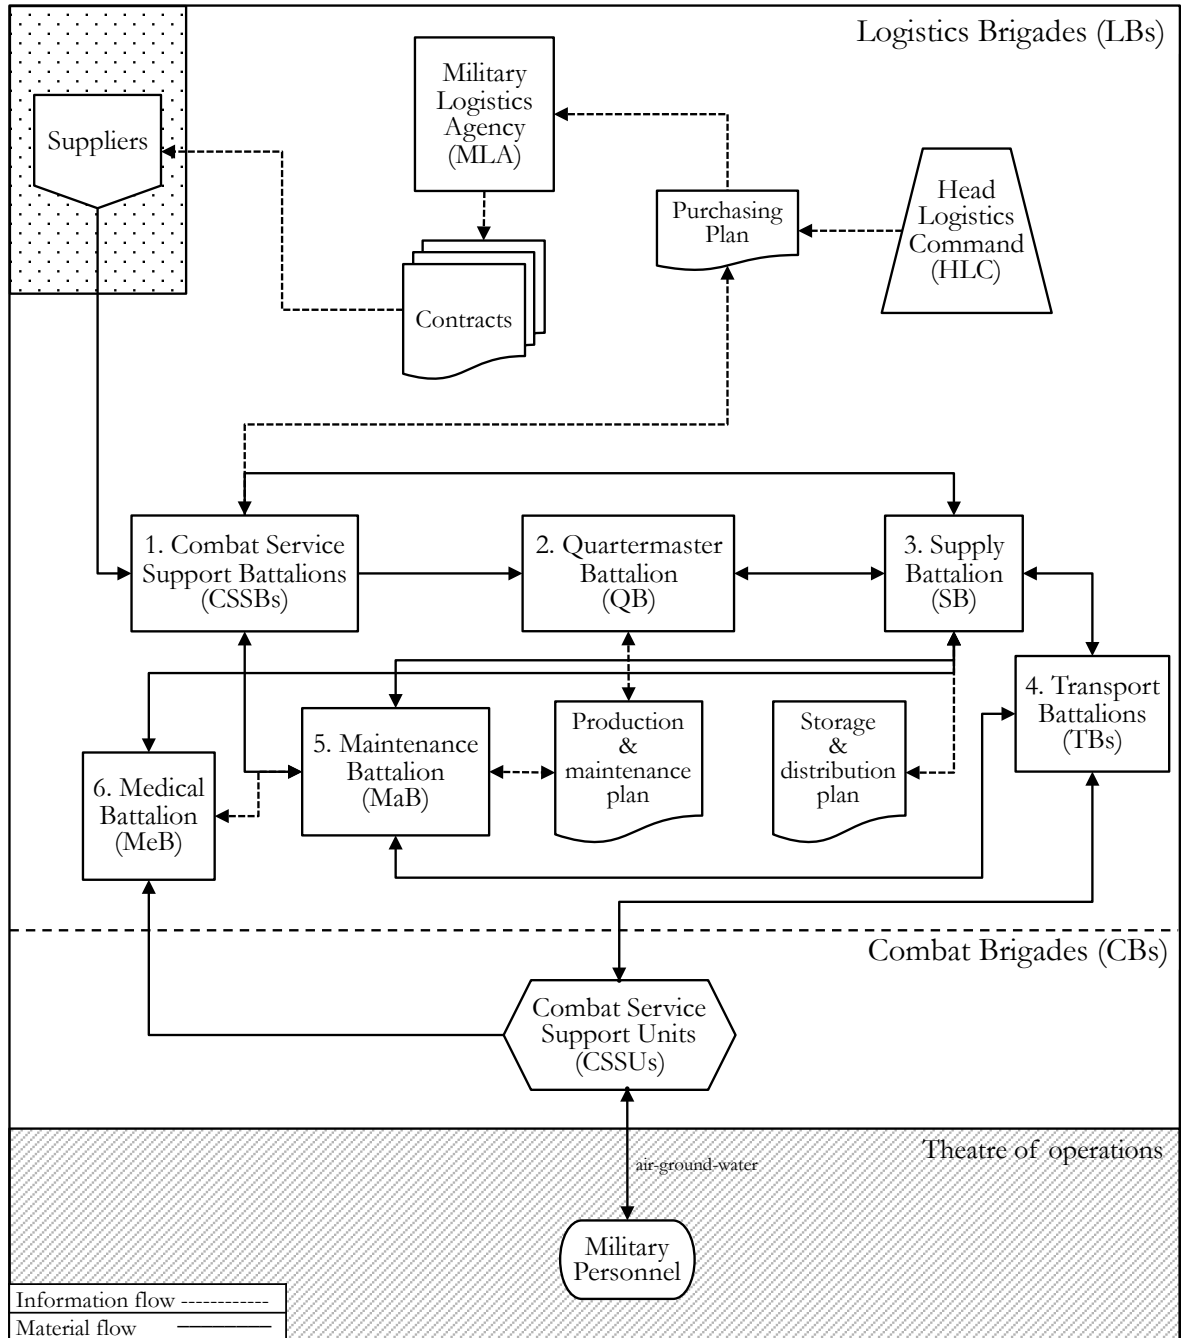 Logistics Brigades (LBs)
Suppliers
Military
Logistics
Agency
(MLA)
Purchasing
Plan
Head
Logistics
Command
(HLC)
Contracts
1. Combat Service
Support Battalions
(CSSBs)
2. Quartermaster
Battalion
(QB)
3. Supply
Battalion
(SB)
4. Transport
Battalions
(TBs)
5. Maintenance
Battalion
(MaB)
Production
&
maintenance
plan
Storage
&
distribution
plan
6. Medical
Battalion
(MeB)
Combat Brigades (CBs)
Combat Service
Support Units
(CSSUs)
Theatre of operations
air-ground-water
Military
Personnel
Information flow
Material flow